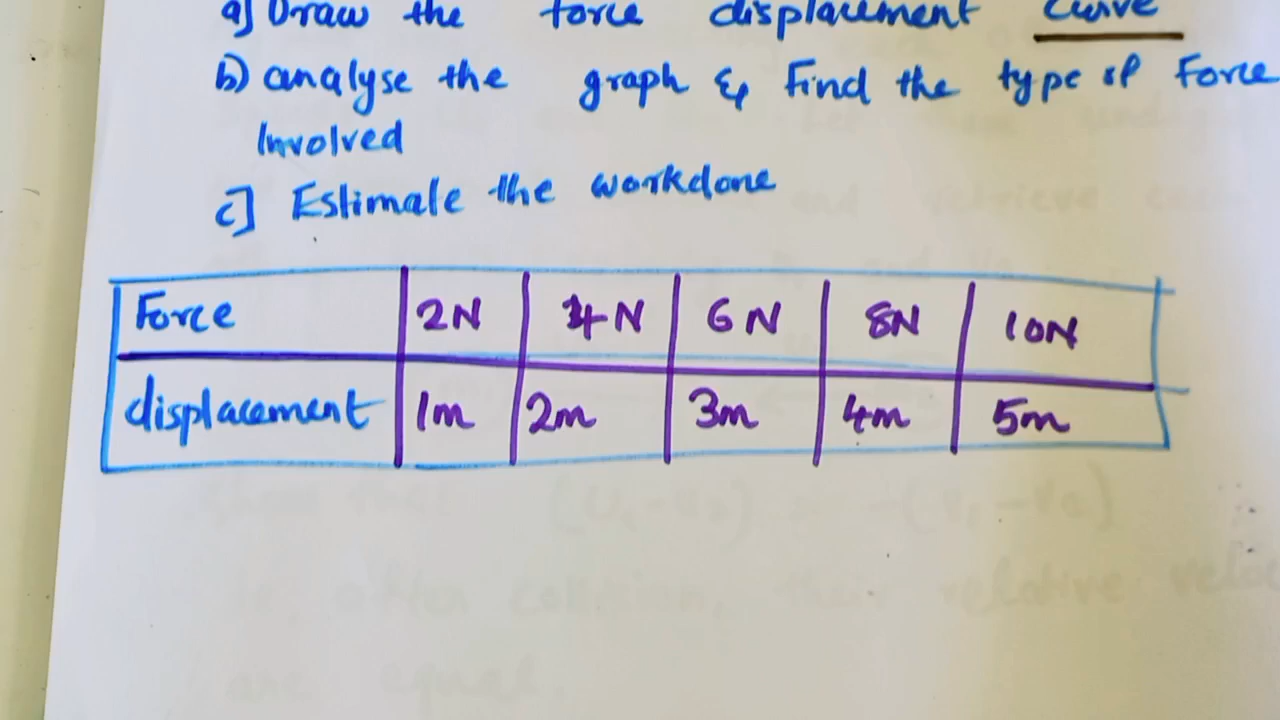 a) Draw the force displacement curve
b) analyse the graph & Find the type of Force
Involved
c] Estimate the workdone
Force 2N 4N 6N 8N 10N
displacement 1m 2m 3m 4m 5m